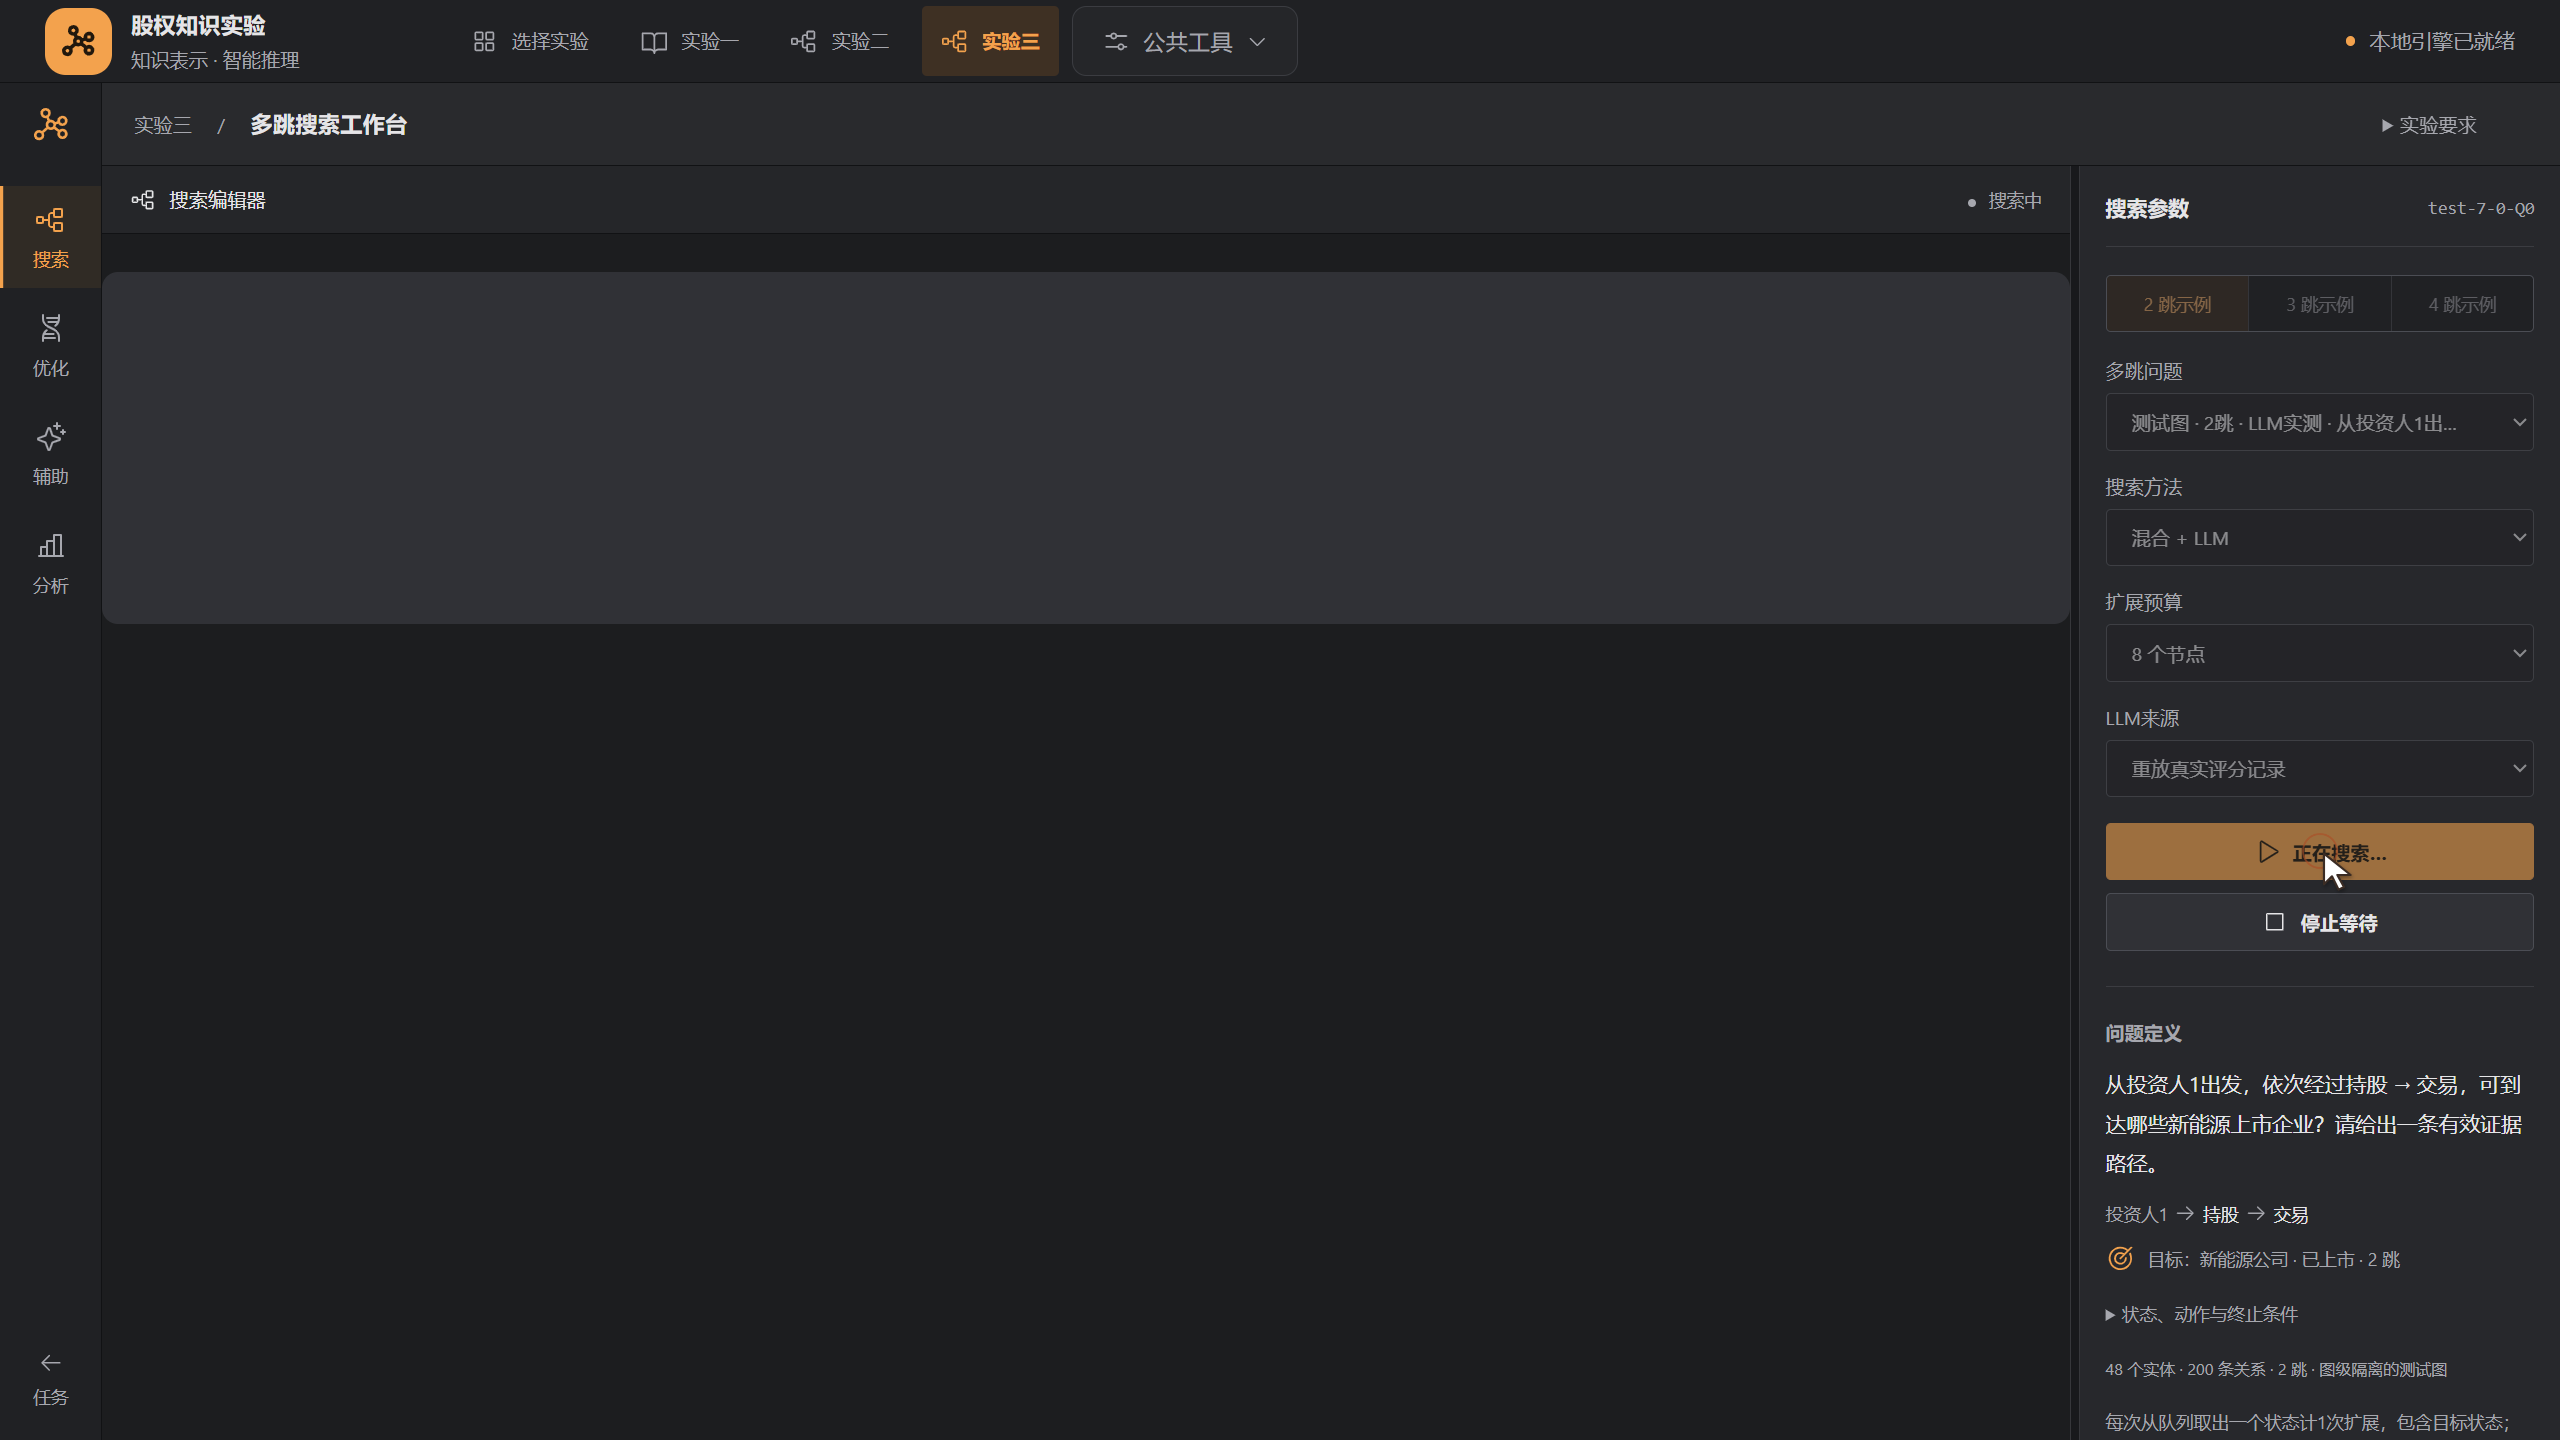 股权知识实验
知识表示 · 智能推理
选择实验
实验一
实验二
实验三
公共工具
本地引擎已就绪
实验三 / 多跳搜索工作台
实验要求
搜索
优化
辅助
分析
任务
搜索编辑器
搜索中
搜索参数
test-7-0-Q0
2 跳示例
3 跳示例
4 跳示例
多跳问题
测试图 · 2跳 · LLM实测 · 从投资人1出...
搜索方法
混合 + LLM
扩展预算
8 个节点
LLM来源
重放真实评分记录
正在搜索...
停止等待
问题定义
从投资人1出发，依次经过持股 → 交易，可到
达哪些新能源上市企业？请给出一条有效证据
路径。
投资人1 → 持股 → 交易
目标：新能源公司 · 已上市 · 2 跳
状态、动作与终止条件
48 个实体 · 200 条关系 · 2 跳 · 图级隔离的测试图
每次从队列取出一个状态计1次扩展，包含目标状态；